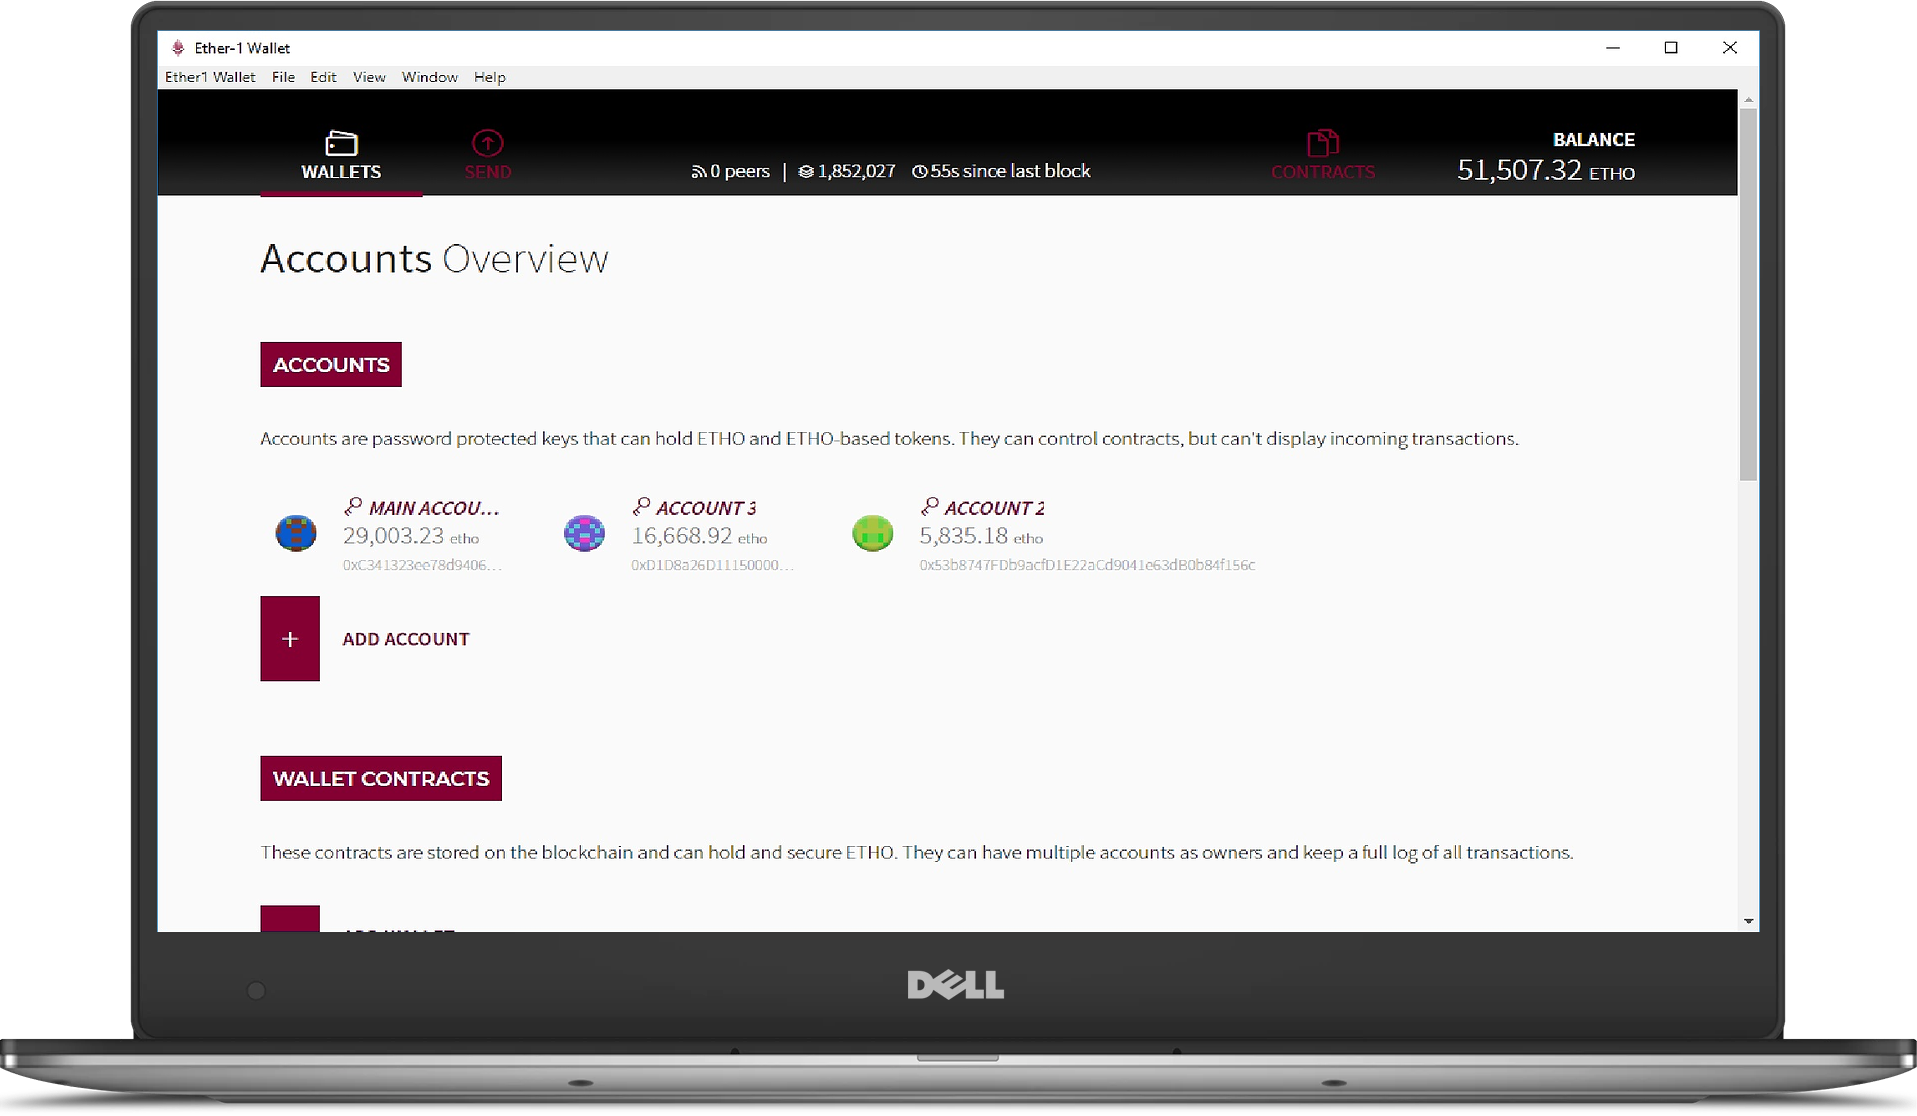 Ether-1 Wallet
Ether1 Wallet File Edit View Window Help
WALLETS
SEND
0 peers | 1,852,027 55s since last block
CONTRACTS
BALANCE
51,507.32 ETHO
Accounts Overview
ACCOUNTS
Accounts are password protected keys that can hold ETHO and ETHO-based tokens. They can control contracts, but can't display incoming transactions.
MAIN ACCOU...
29,003.23 etho
0xC341323ee78d9406...
ACCOUNT 3
16,668.92 etho
0xD1D8a26D11150000...
ACCOUNT 2
5,835.18 etho
0x53b8747FDb9acfD1E22aCd9041e63dB0b84f156c
+ ADD ACCOUNT
WALLET CONTRACTS
These contracts are stored on the blockchain and can hold and secure ETHO. They can have multiple accounts as owners and keep a full log of all transactions.
DELL